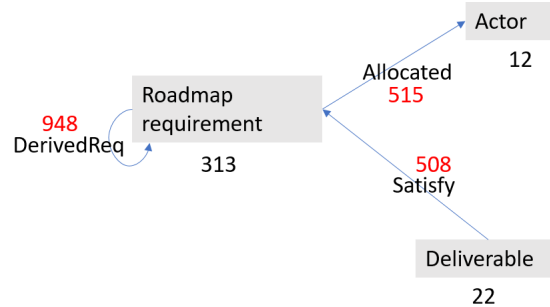 Actor
12
Allocated
515
Roadmap
requirement
313
948
DerivedReq
508
Satisfy
Deliverable
22